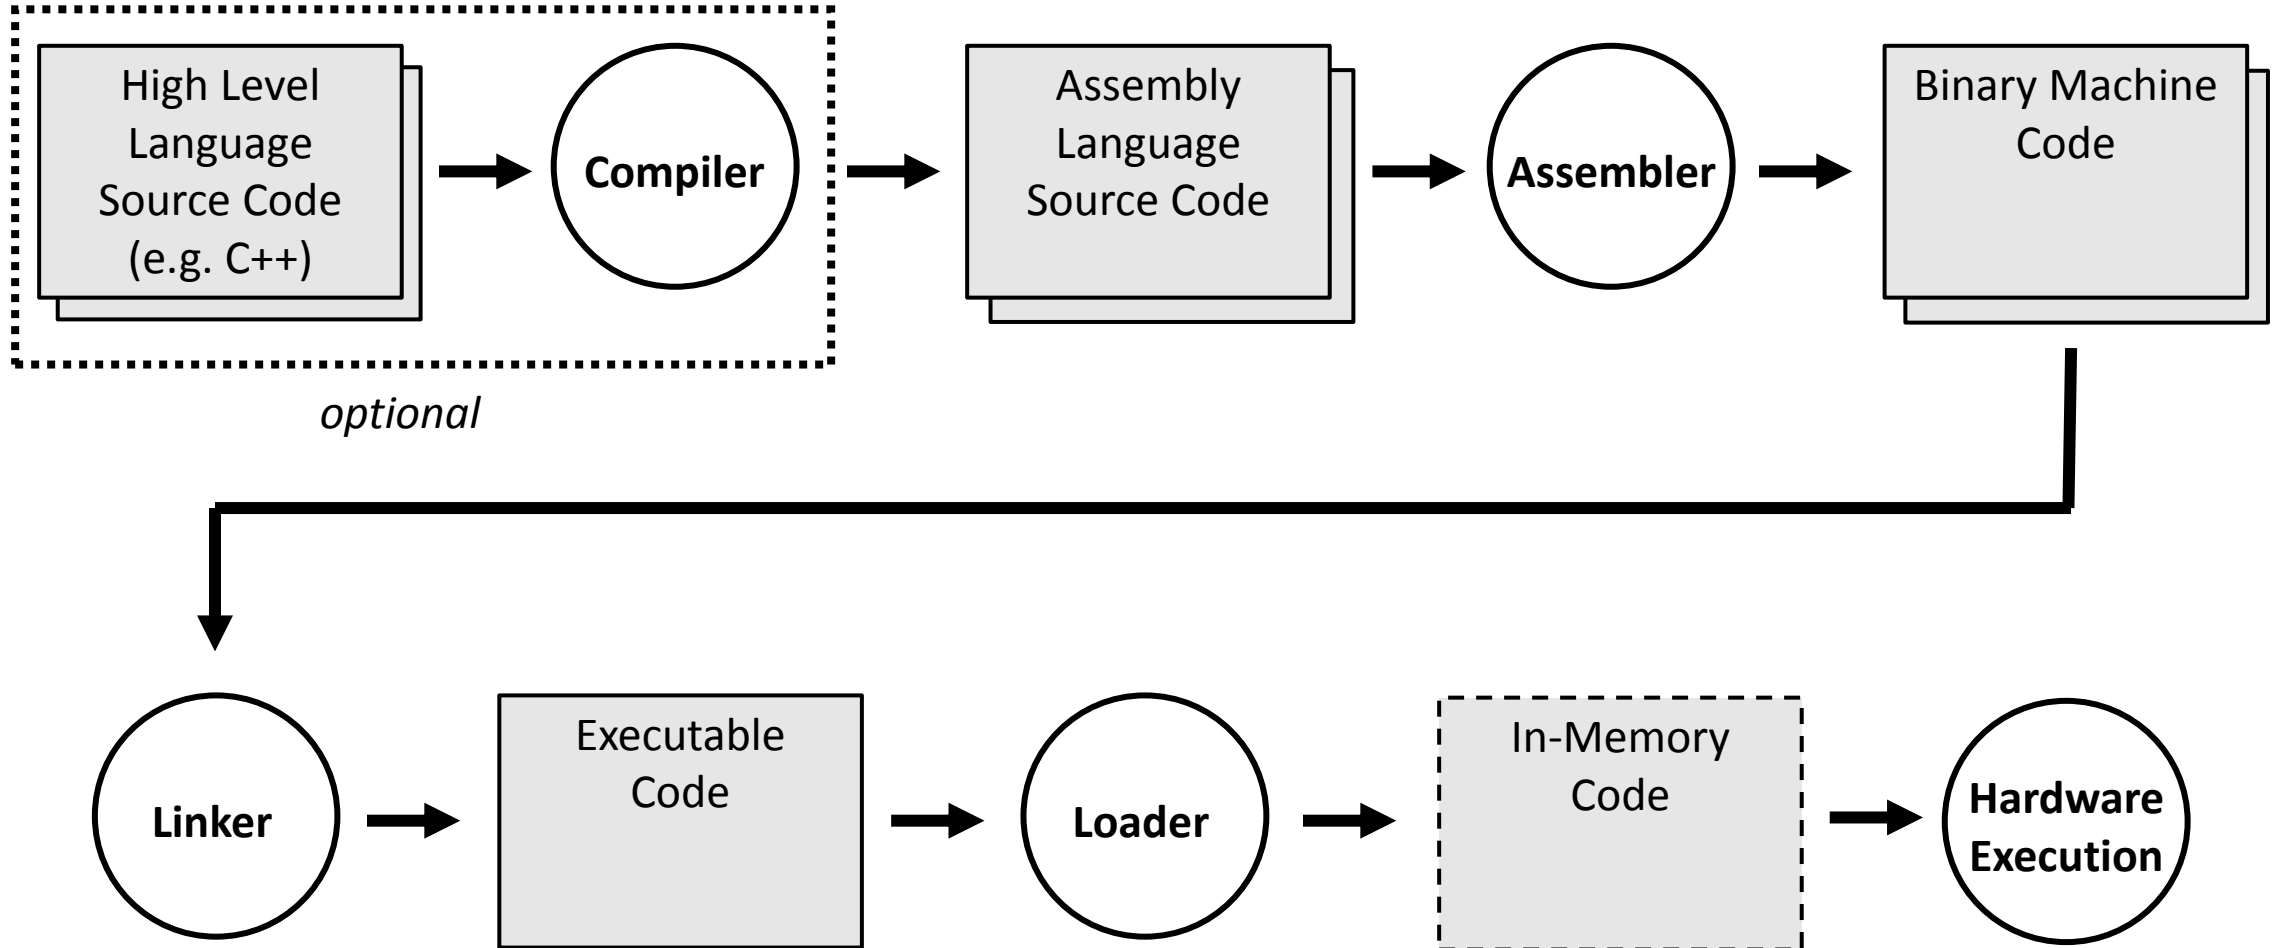 High Level
Language
Source Code
(e.g. C++)
Compiler
Assembly
Language
Source Code
Assembler
Binary Machine
Code
optional
Linker
Executable
Code
Loader
In-Memory
Code
Hardware
Execution